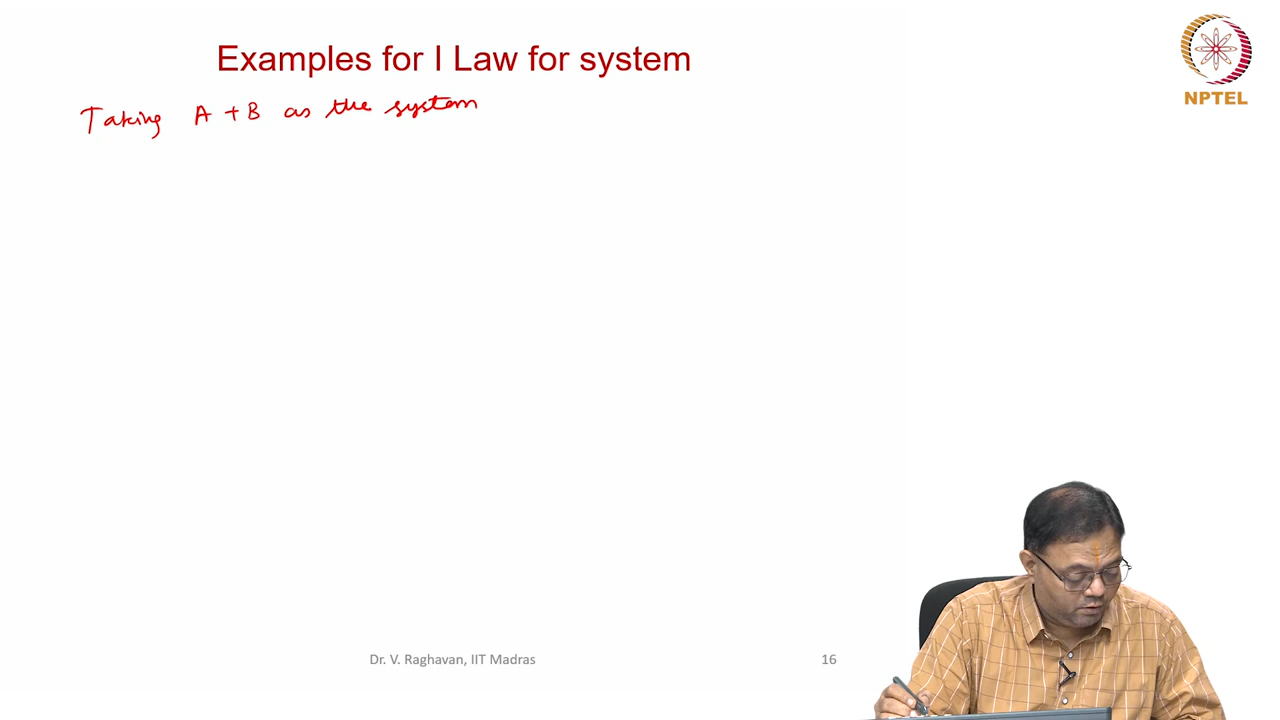 Examples for I Law for system
NPTEL
Taking A + B as the system
Dr. V. Raghavan, IIT Madras
16